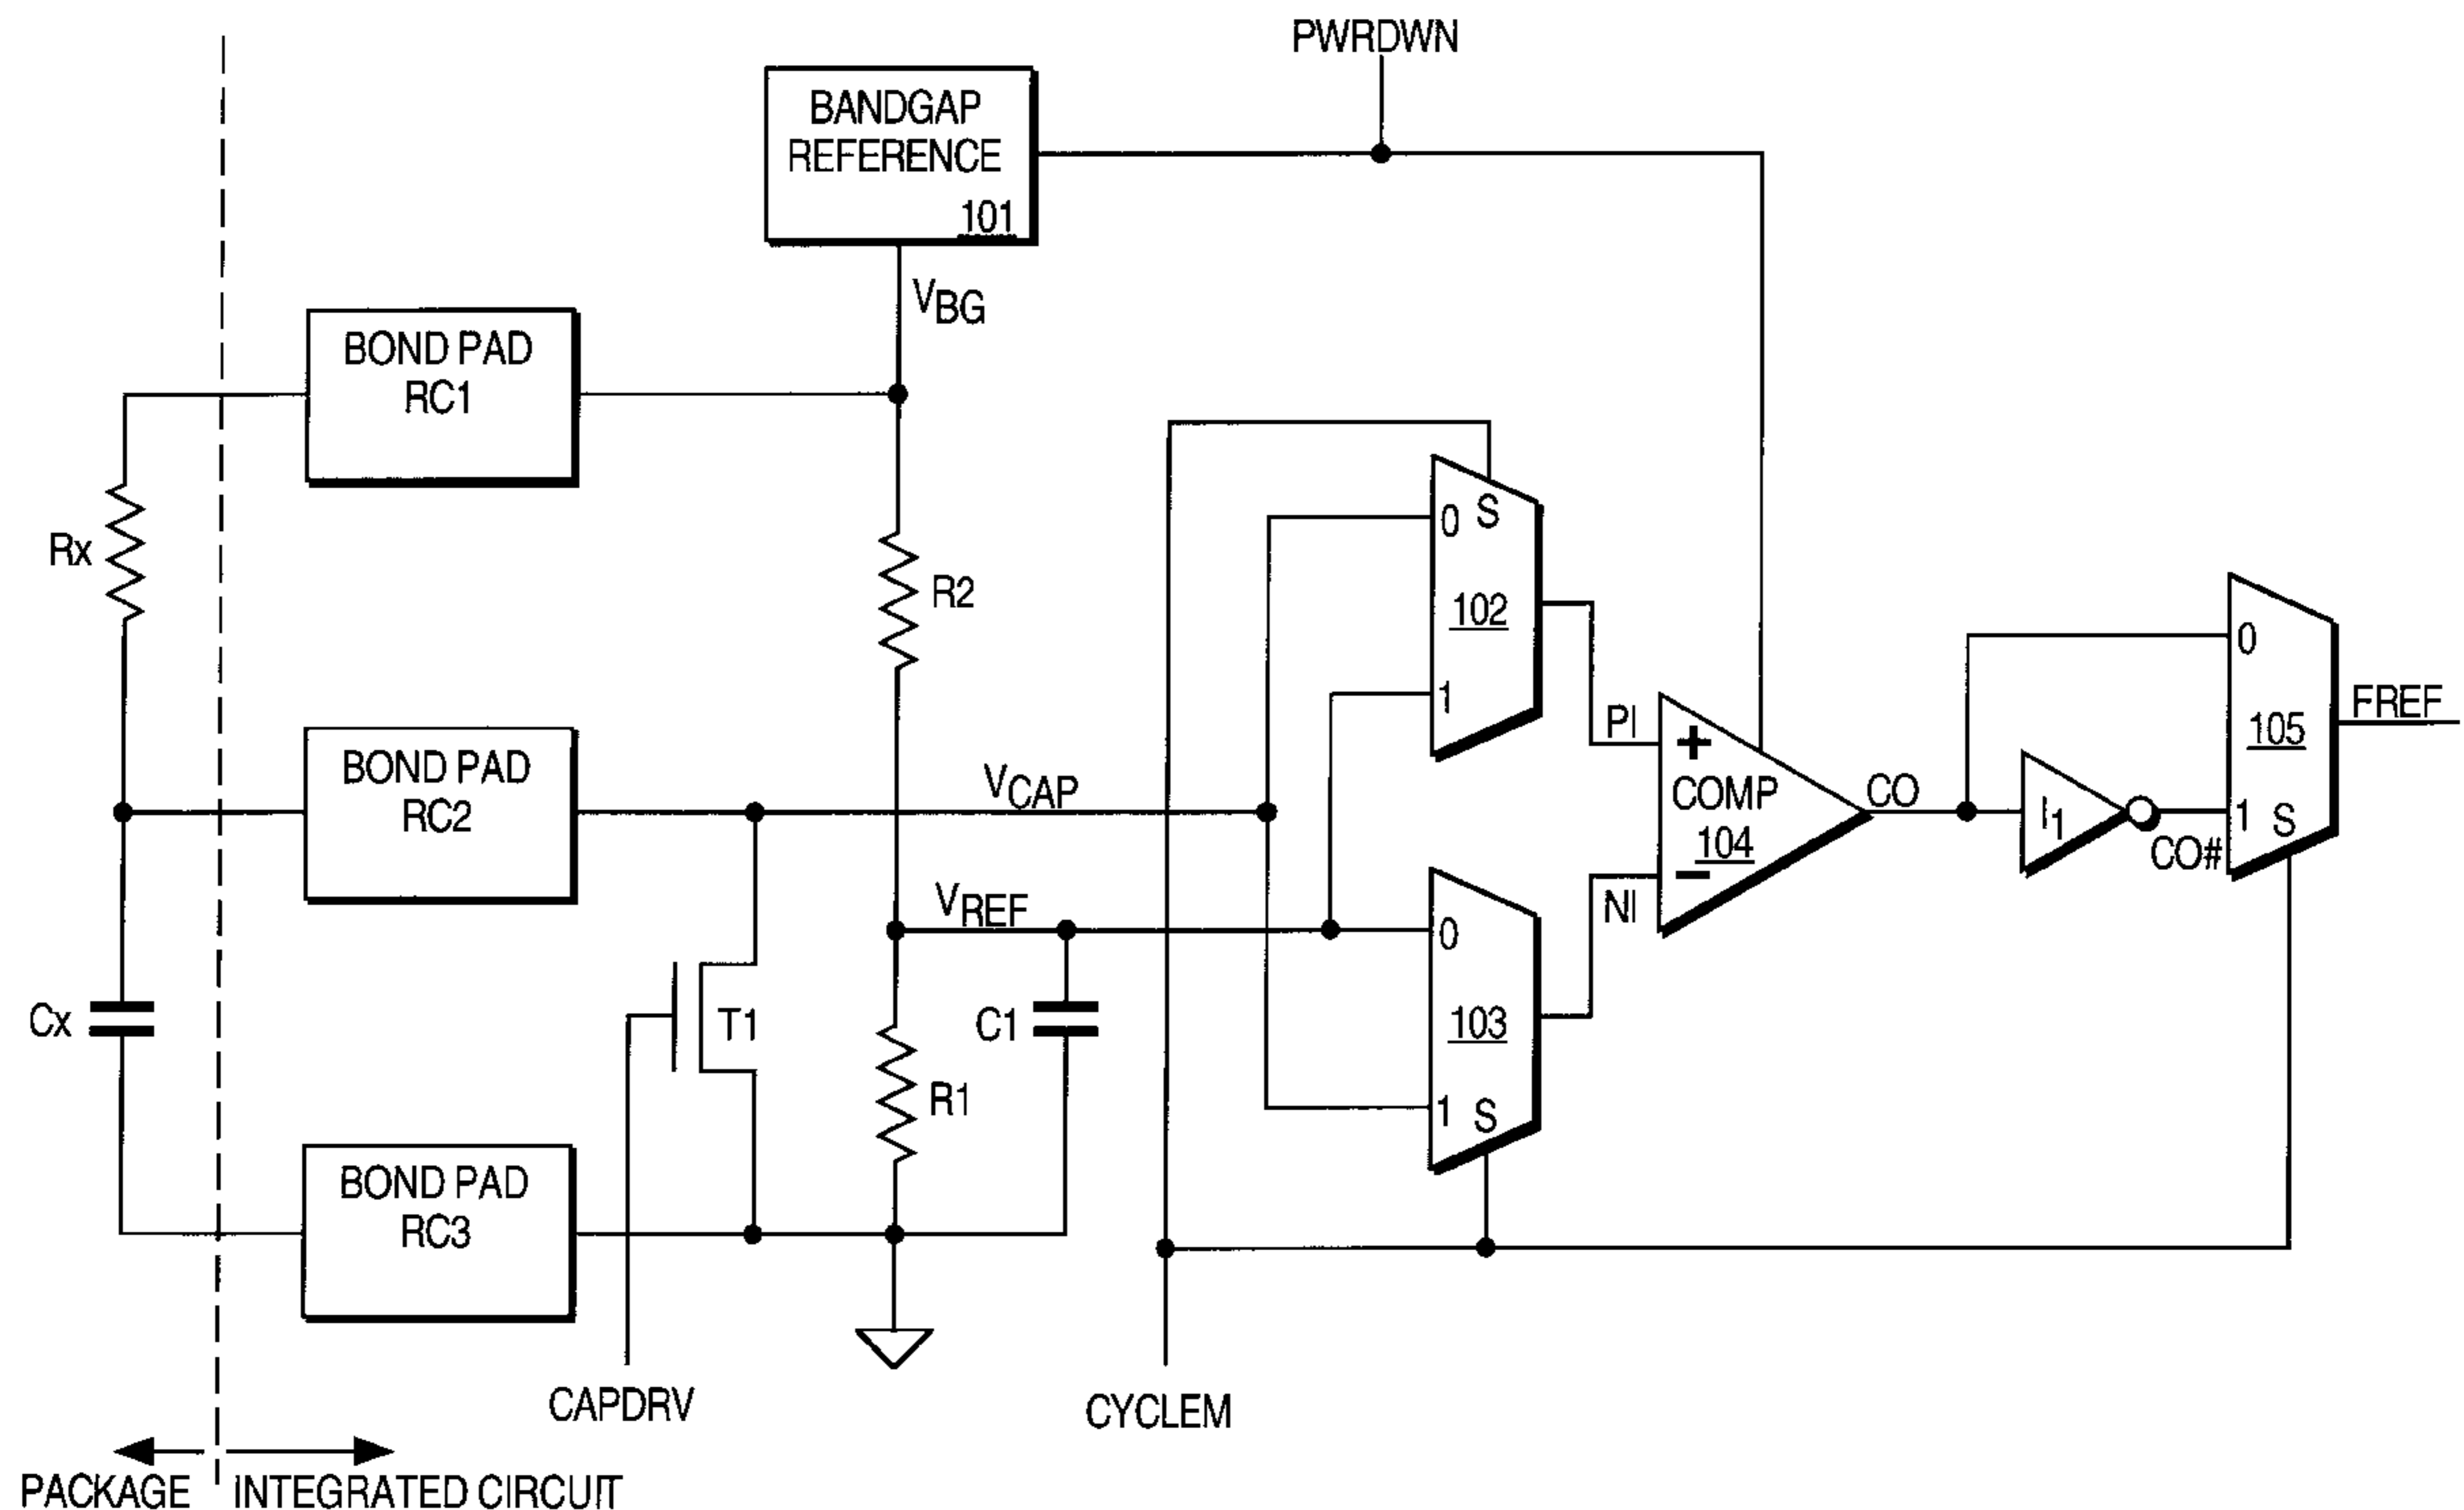 PWRDWN
BANDGAP
REFERENCE
101
VBG
BOND PAD
RC1
Rx
R2
0 S
102
1
0
105
FREF
1 S
PI
+
COMP
104
−
NI
CO
I1
CO#
BOND PAD
RC2
VCAP
VREF
0
103
1 S
Cx
T1
C1
R1
BOND PAD
RC3
CAPDRV
CYCLEM
PACKAGE
INTEGRATED CIRCUIT